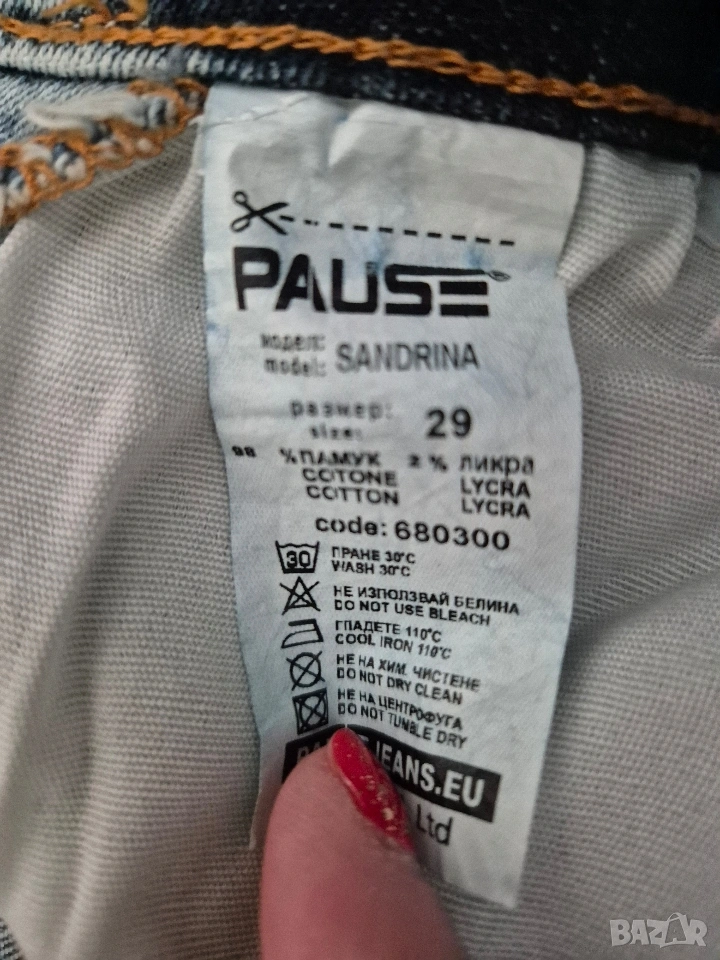 PAUSE
модел:
model: SANDRINA
размер:
size: 29
98 % ПАМУК 2 % ликра
COTONE LYCRA
COTTON LYCRA
code: 680300
30 ПРАНЕ 30°C
WASH 30°C
НЕ ИЗПОЛЗВАЙ БЕЛИНА
DO NOT USE BLEACH
ГЛАДЕТЕ 110°C
COOL IRON 110°C
НЕ НА ХИМ. ЧИСТЕНЕ
DO NOT DRY CLEAN
НЕ НА ЦЕНТРОФУГА
DO NOT TUMBLE DRY
JEANS.EU
Ltd
BAZAR